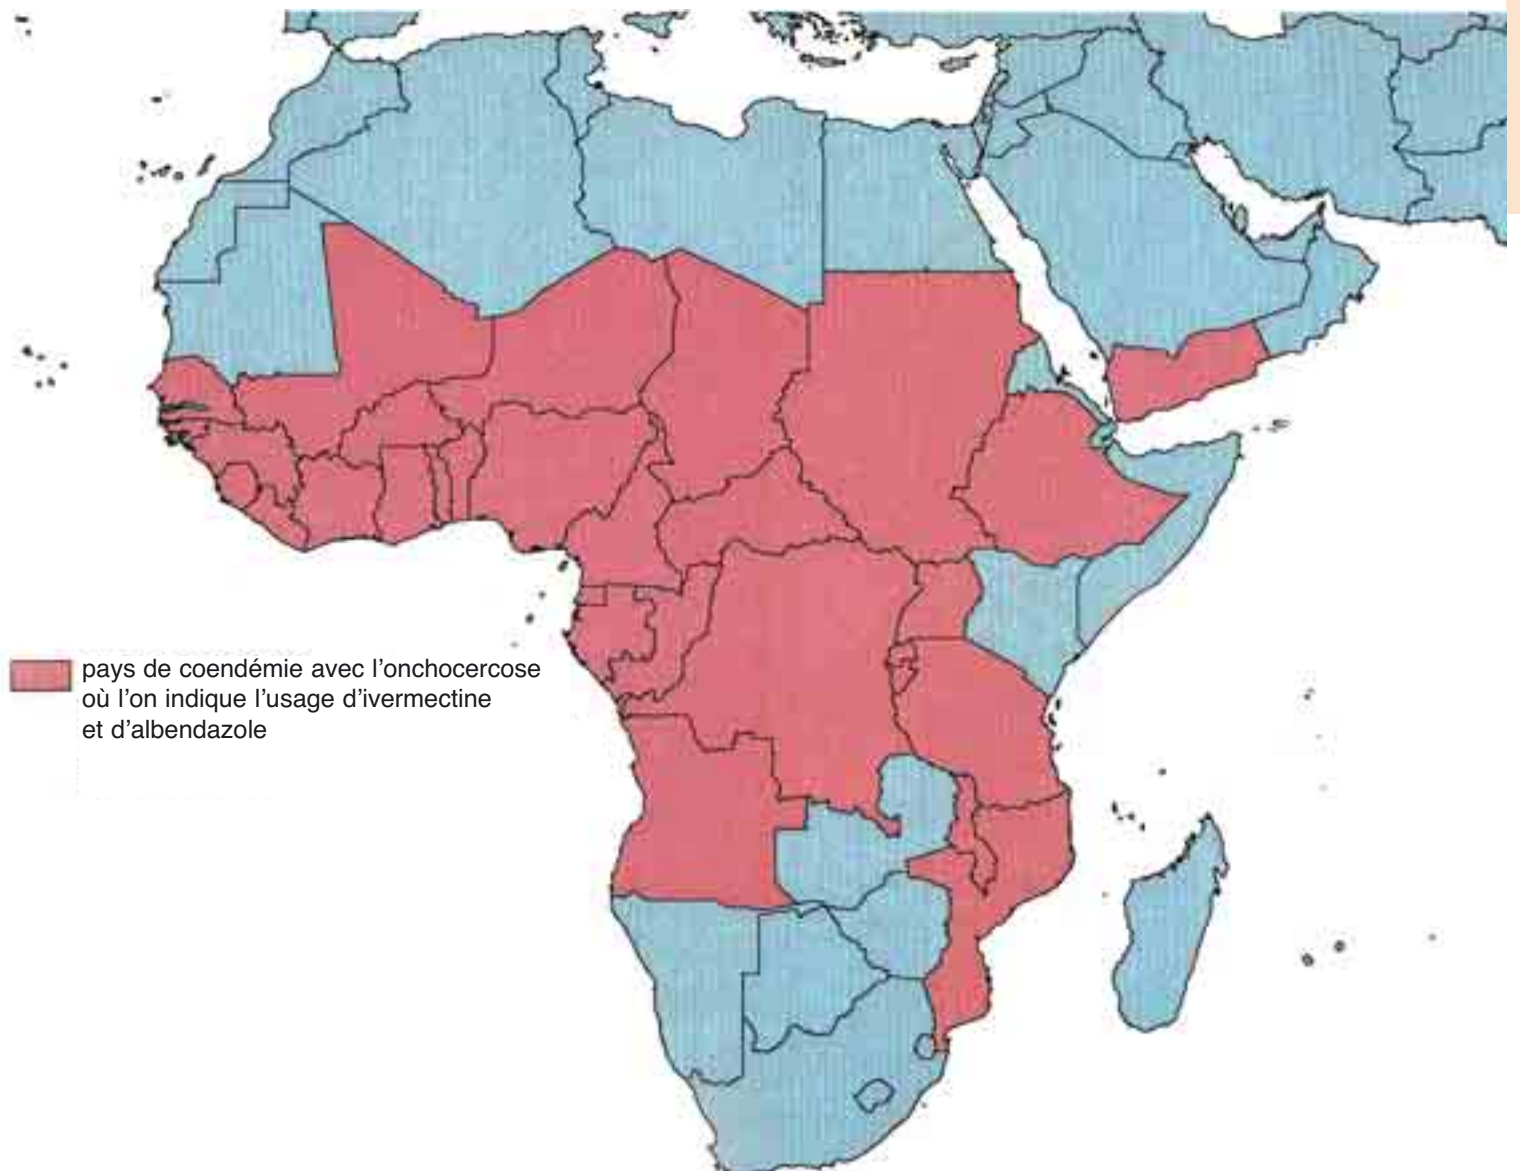 pays de coendémie avec l'onchocercose
où l'on indique l'usage d'ivermectine
et d'albendazole